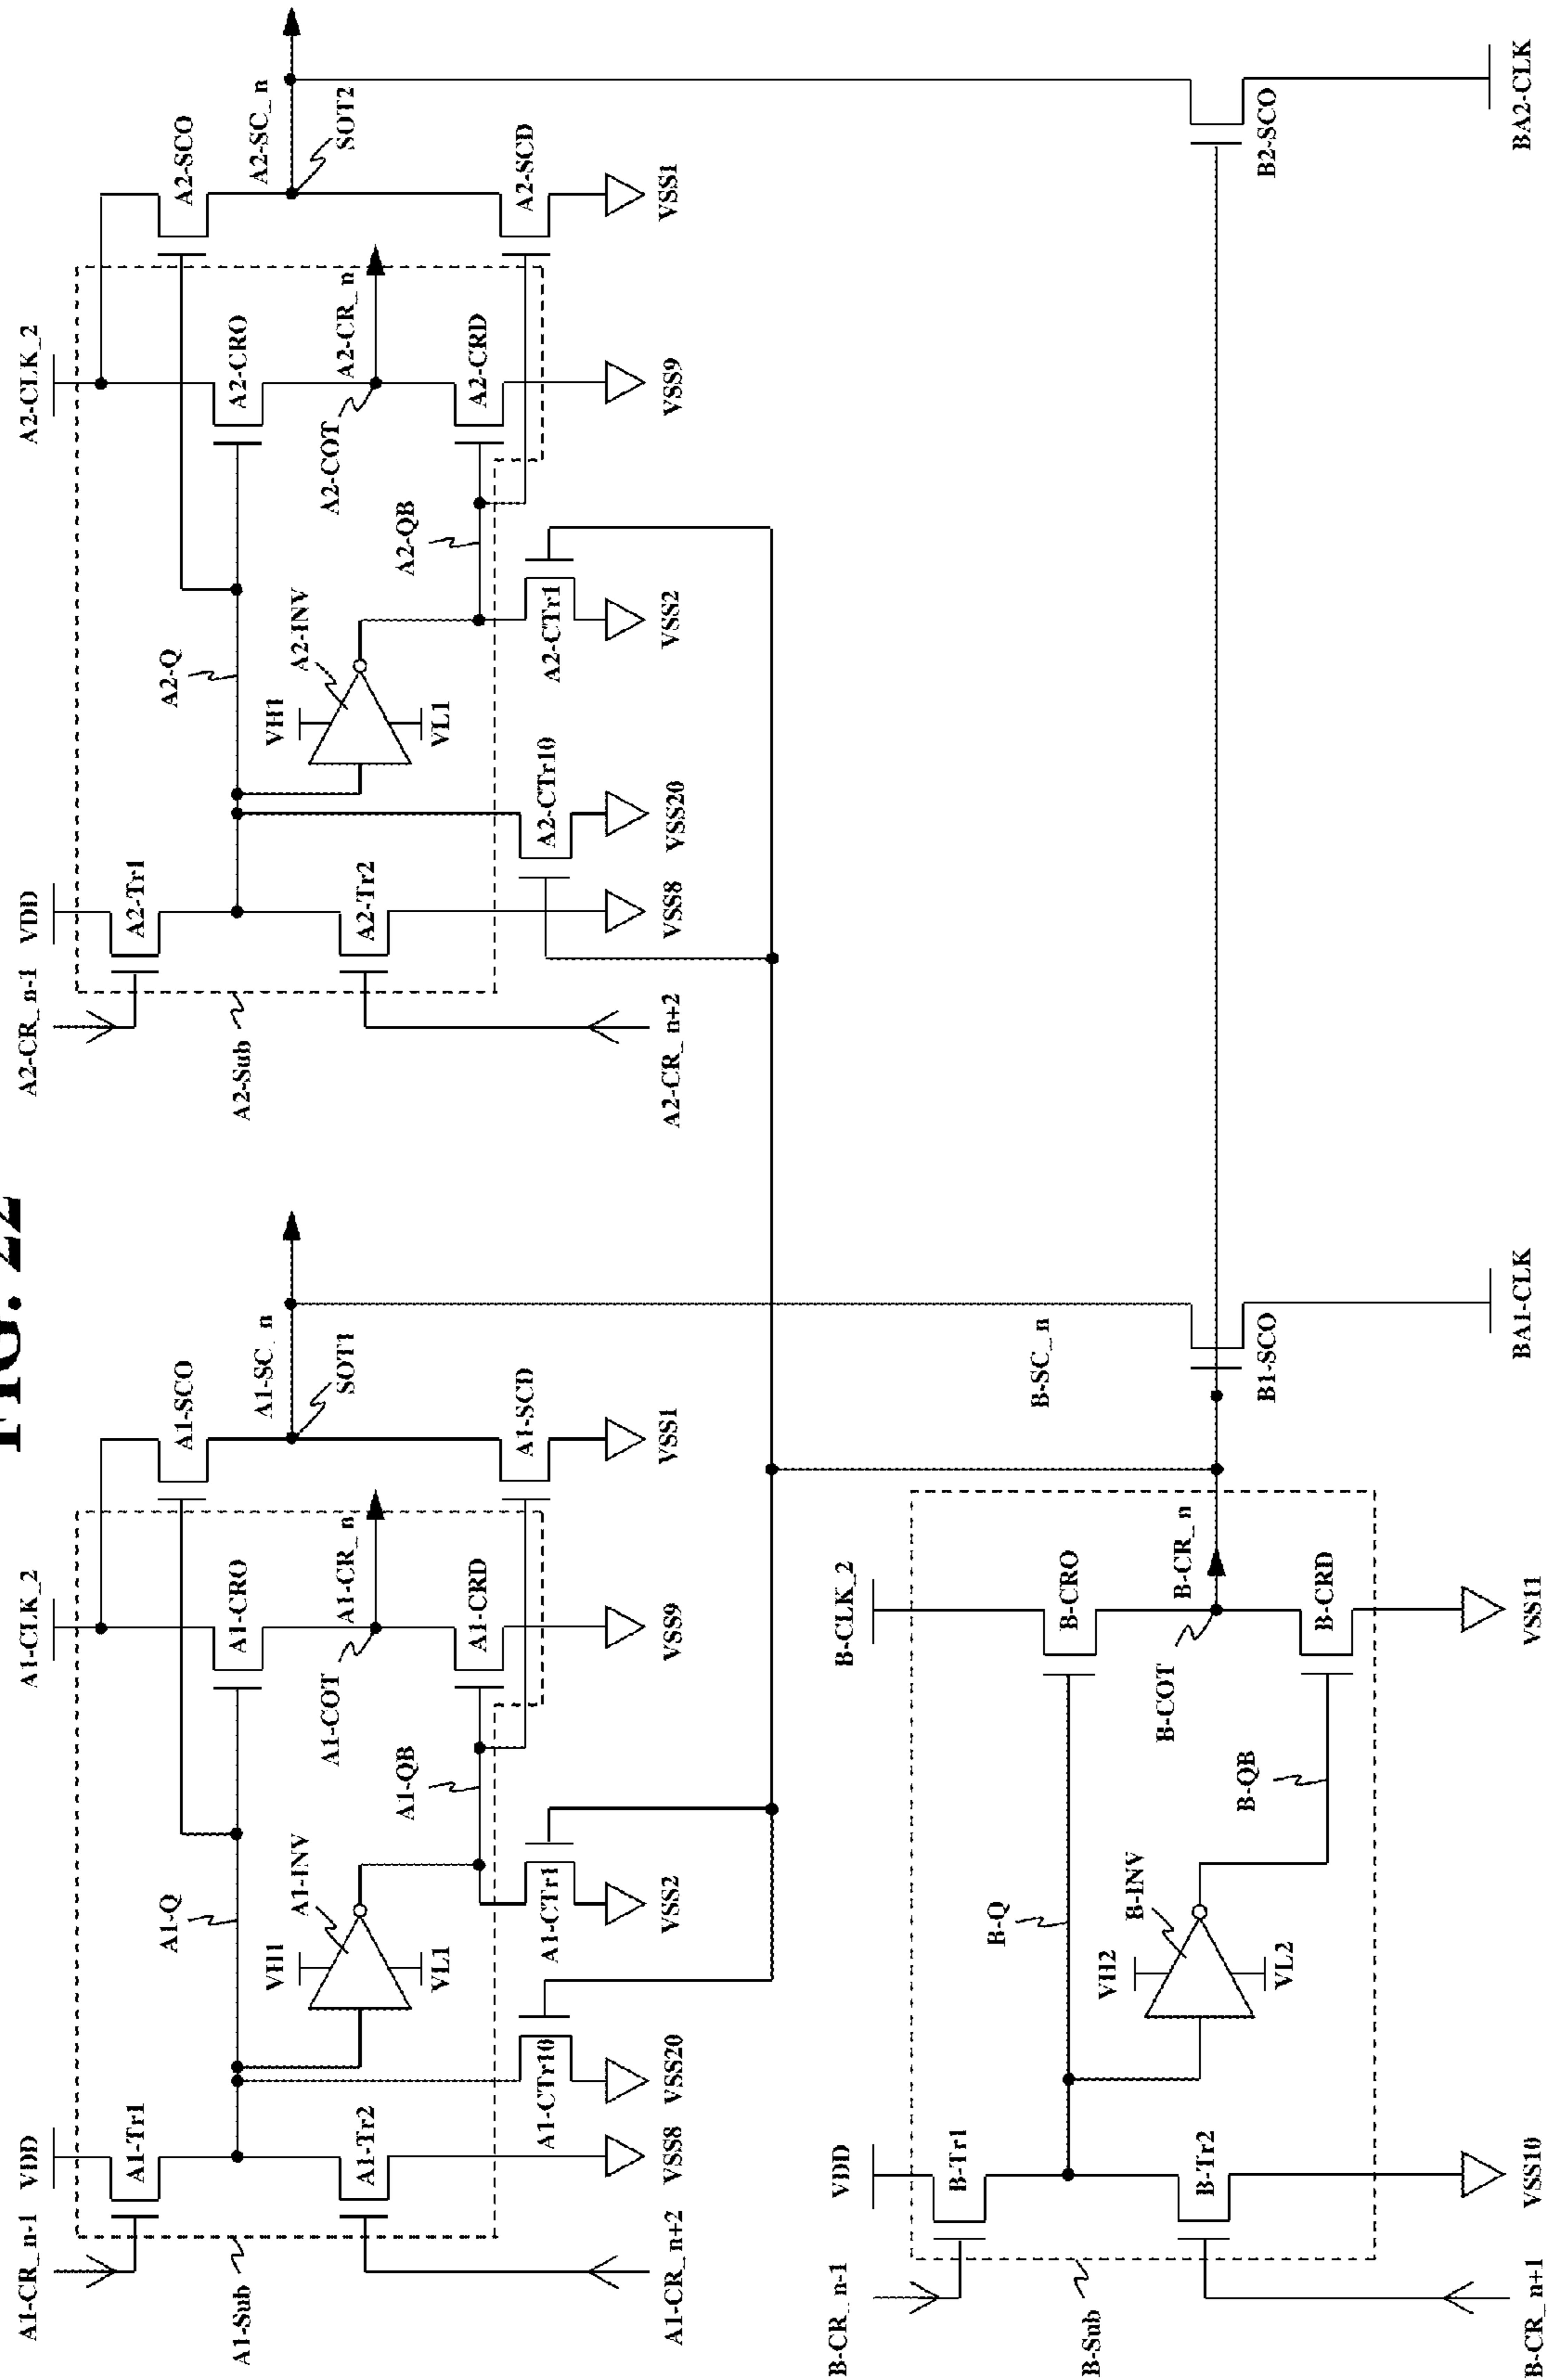 FIG. 22
A1-CR_n-1
VDD
A1-CLK_2
A1-Tr1
A1-Q
A1-CRO
A1-SCO
A1-SC_n
SOT1
A1-Sub
VH1
A1-INV
VL1
A1-COT
A1-CR_n
A1-Tr2
A1-QB
A1-CRD
A1-SCD
A1-CTr10
A1-CTr1
A1-CR_n+2
VSS8
VSS20
VSS2
VSS9
VSS1
A2-CR_n-1
VDD
A2-CLK_2
A2-Tr1
A2-Q
A2-CRO
A2-SCO
A2-SC_n
SOT2
A2-Sub
VH1
A2-INV
VL1
A2-COT
A2-CR_n
A2-Tr2
A2-QB
A2-CRD
A2-SCD
A2-CTr10
A2-CTr1
A2-CR_n+2
VSS8
VSS20
VSS2
VSS9
VSS1
B-CR_n-1
VDD
B-CLK_2
B-Tr1
B-Q
B-CRO
B-SC_n
B-Sub
VH2
B-INV
VL2
B-COT
B-CR_n
B-Tr2
B-QB
B-CRD
B1-SCO
B2-SCO
B-CR_n+1
VSS10
VSS11
BA1-CLK
BA2-CLK